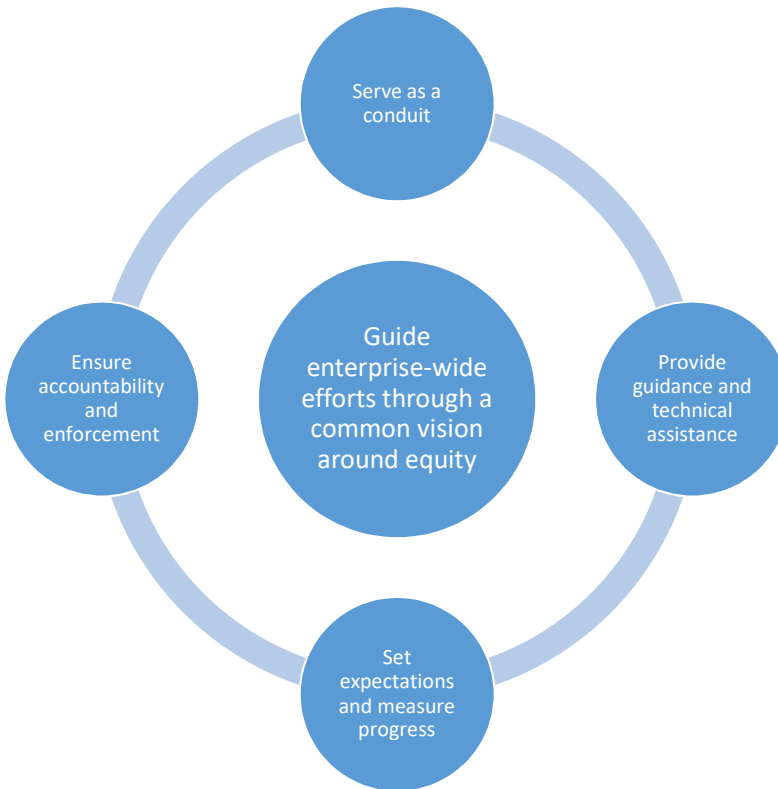 Serve as a
conduit
Guide
enterprise-wide
efforts through a
common vision
around equity
Ensure
accountability
and
enforcement
Provide
guidance and
technical
assistance
Set
expectations
and measure
progress